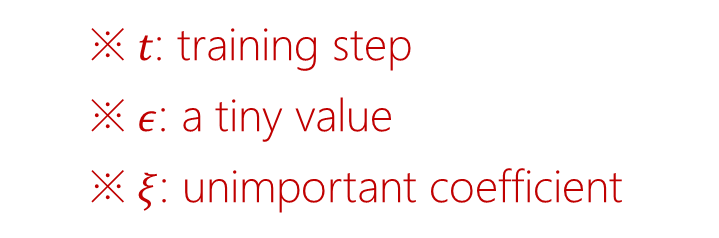 ※ t: training step
※ ϵ: a tiny value
※ ξ: unimportant coefficient